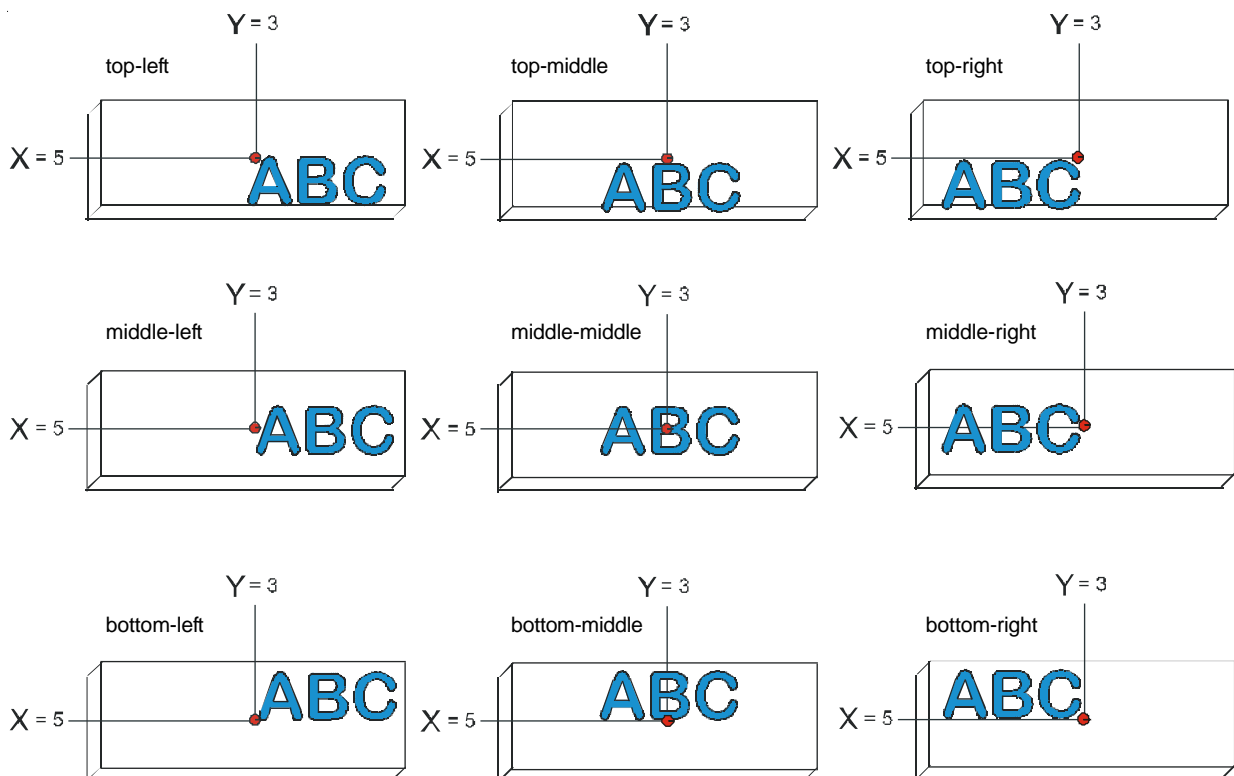 Y = 3 Y = 3 Y = 3
top-left top-middle top-right
X = 5 X = 5 X = 5
ABC ABC ABC
Y = 3 Y = 3 Y = 3
middle-left middle-middle middle-right
X = 5 ABC X = 5 ABC X = 5 ABC
Y = 3 Y = 3 Y = 3
bottom-left bottom-middle bottom-right
ABC ABC ABC
X = 5 X = 5 X = 5